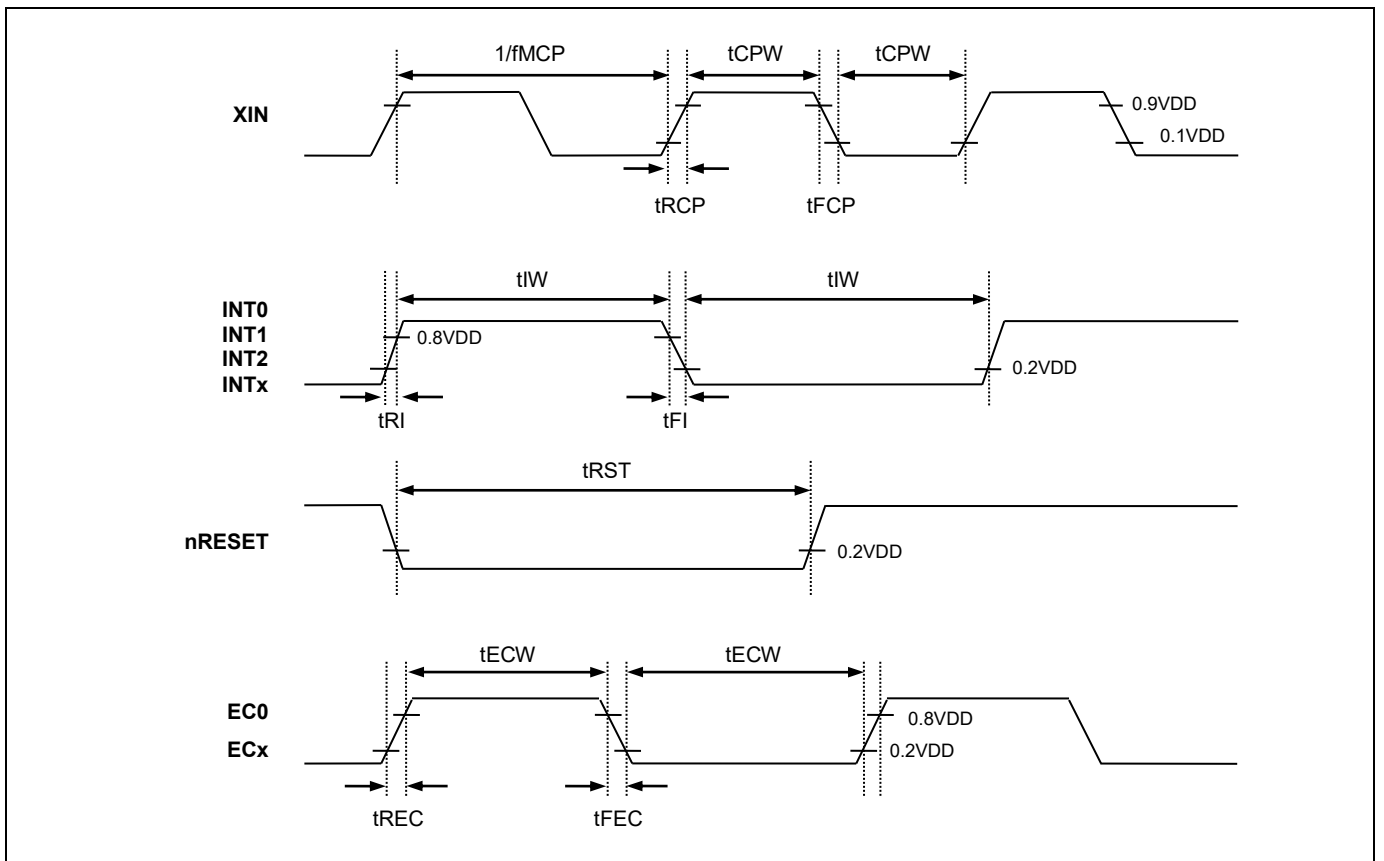 1/fMCP
tCPW
tCPW
XIN
0.9VDD
0.1VDD
tRCP
tFCP
tIW
tIW
INT0
INT1
INT2
INTx
0.8VDD
0.2VDD
tRI
tFI
tRST
nRESET
0.2VDD
tECW
tECW
EC0
ECx
0.8VDD
0.2VDD
tREC
tFEC